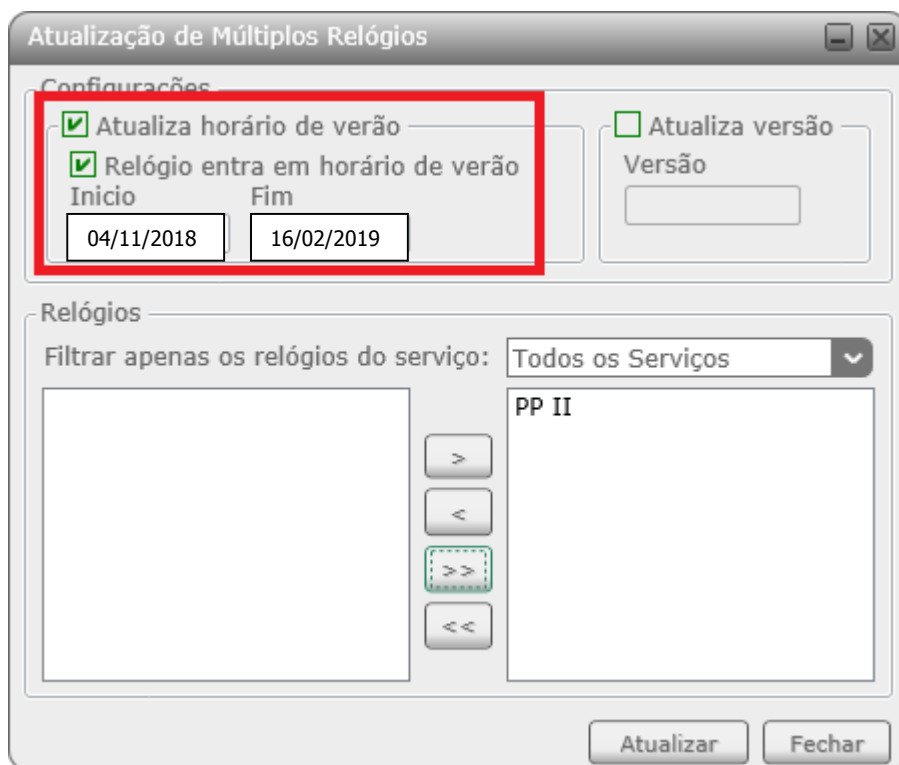 Atualização de Múltiplos Relógios
Configurações
Atualiza horário de verão
Atualiza versão
Relógio entra em horário de verão
Versão
Inicio Fim
04/11/2018 16/02/2019
Relógios
Filtrar apenas os relógios do serviço: Todos os Serviços
PP II
>
<
>>
<<
Atualizar Fechar